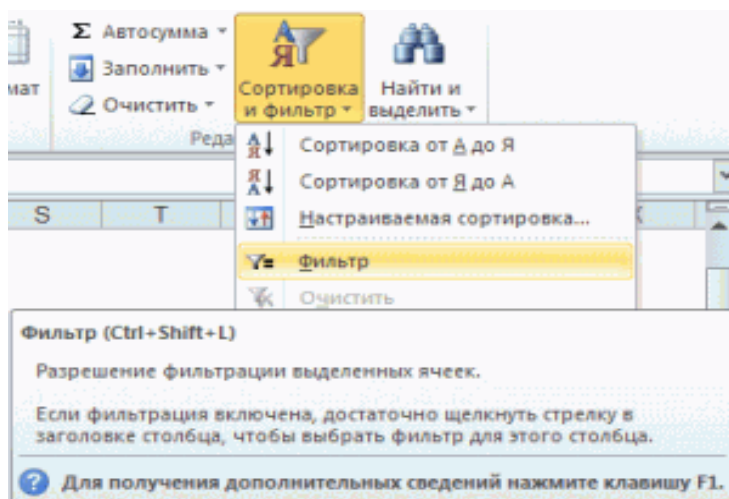 Σ Автосумма
Заполнить
Очистить
мат
Сортировка
и фильтр
Найти и
выделить
Реда
Сортировка от А до Я
Сортировка от Я до А
Настраиваемая сортировка...
S T
Фильтр
Очистить
Фильтр (Ctrl+Shift+L)
Разрешение фильтрации выделенных ячеек.
Если фильтрация включена, достаточно щелкнуть стрелку в
заголовке столбца, чтобы выбрать фильтр для этого столбца.
Для получения дополнительных сведений нажмите клавишу F1.